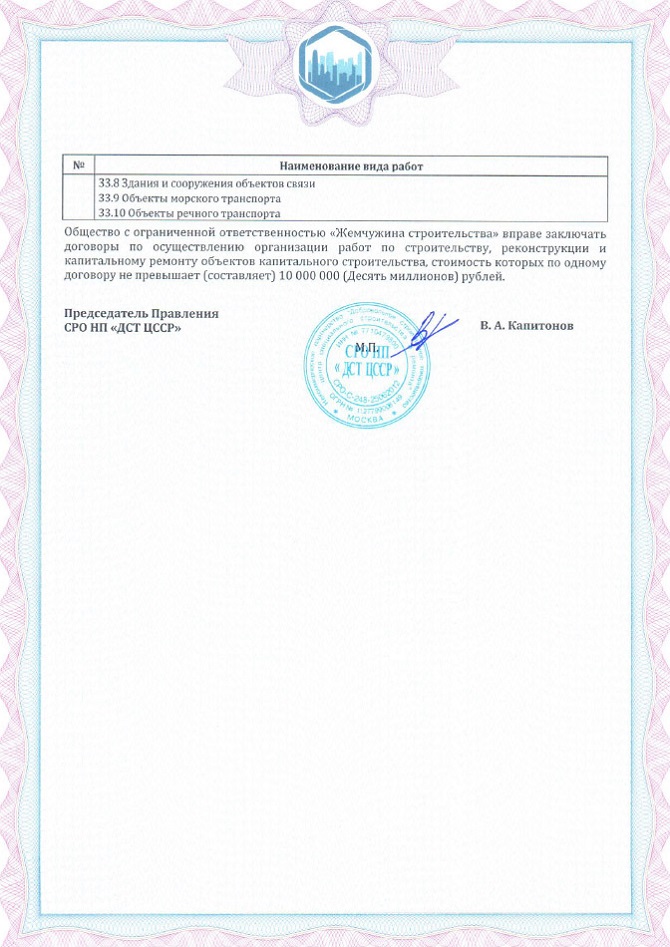 № Наименование вида работ
33.8 Здания и сооружения объектов связи
33.9 Объекты морского транспорта
33.10 Объекты речного транспорта
Общество с ограниченной ответственностью «Жемчужина строительства» вправе заключать
договоры по осуществлению организации работ по строительству, реконструкции и
капитальному ремонту объектов капитального строительства, стоимость которых по одному
договору не превышает (составляет) 10 000 000 (Десять миллионов) рублей.
Председатель Правления
СРО НП «ДСТ ЦССР»
В. А. Капитонов
М.П.
СРО НП
« ДСТ ЦССР»
СРО-С-248-25062012
МОСКВА